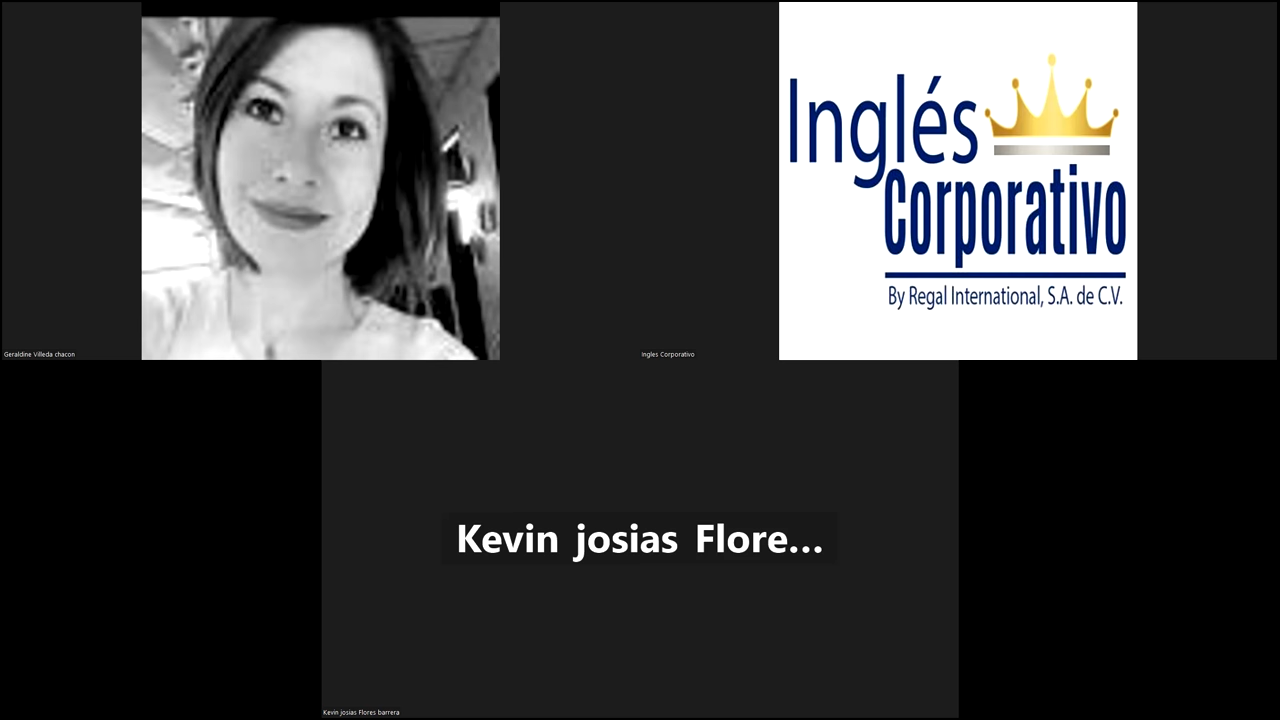 Inglés
Corporativo
By Regal International, S.A. de C.V.
Geraldine Villeda chacon
Ingles Corporativo
Kevin josias Flore...
Kevin josias Flores barrera